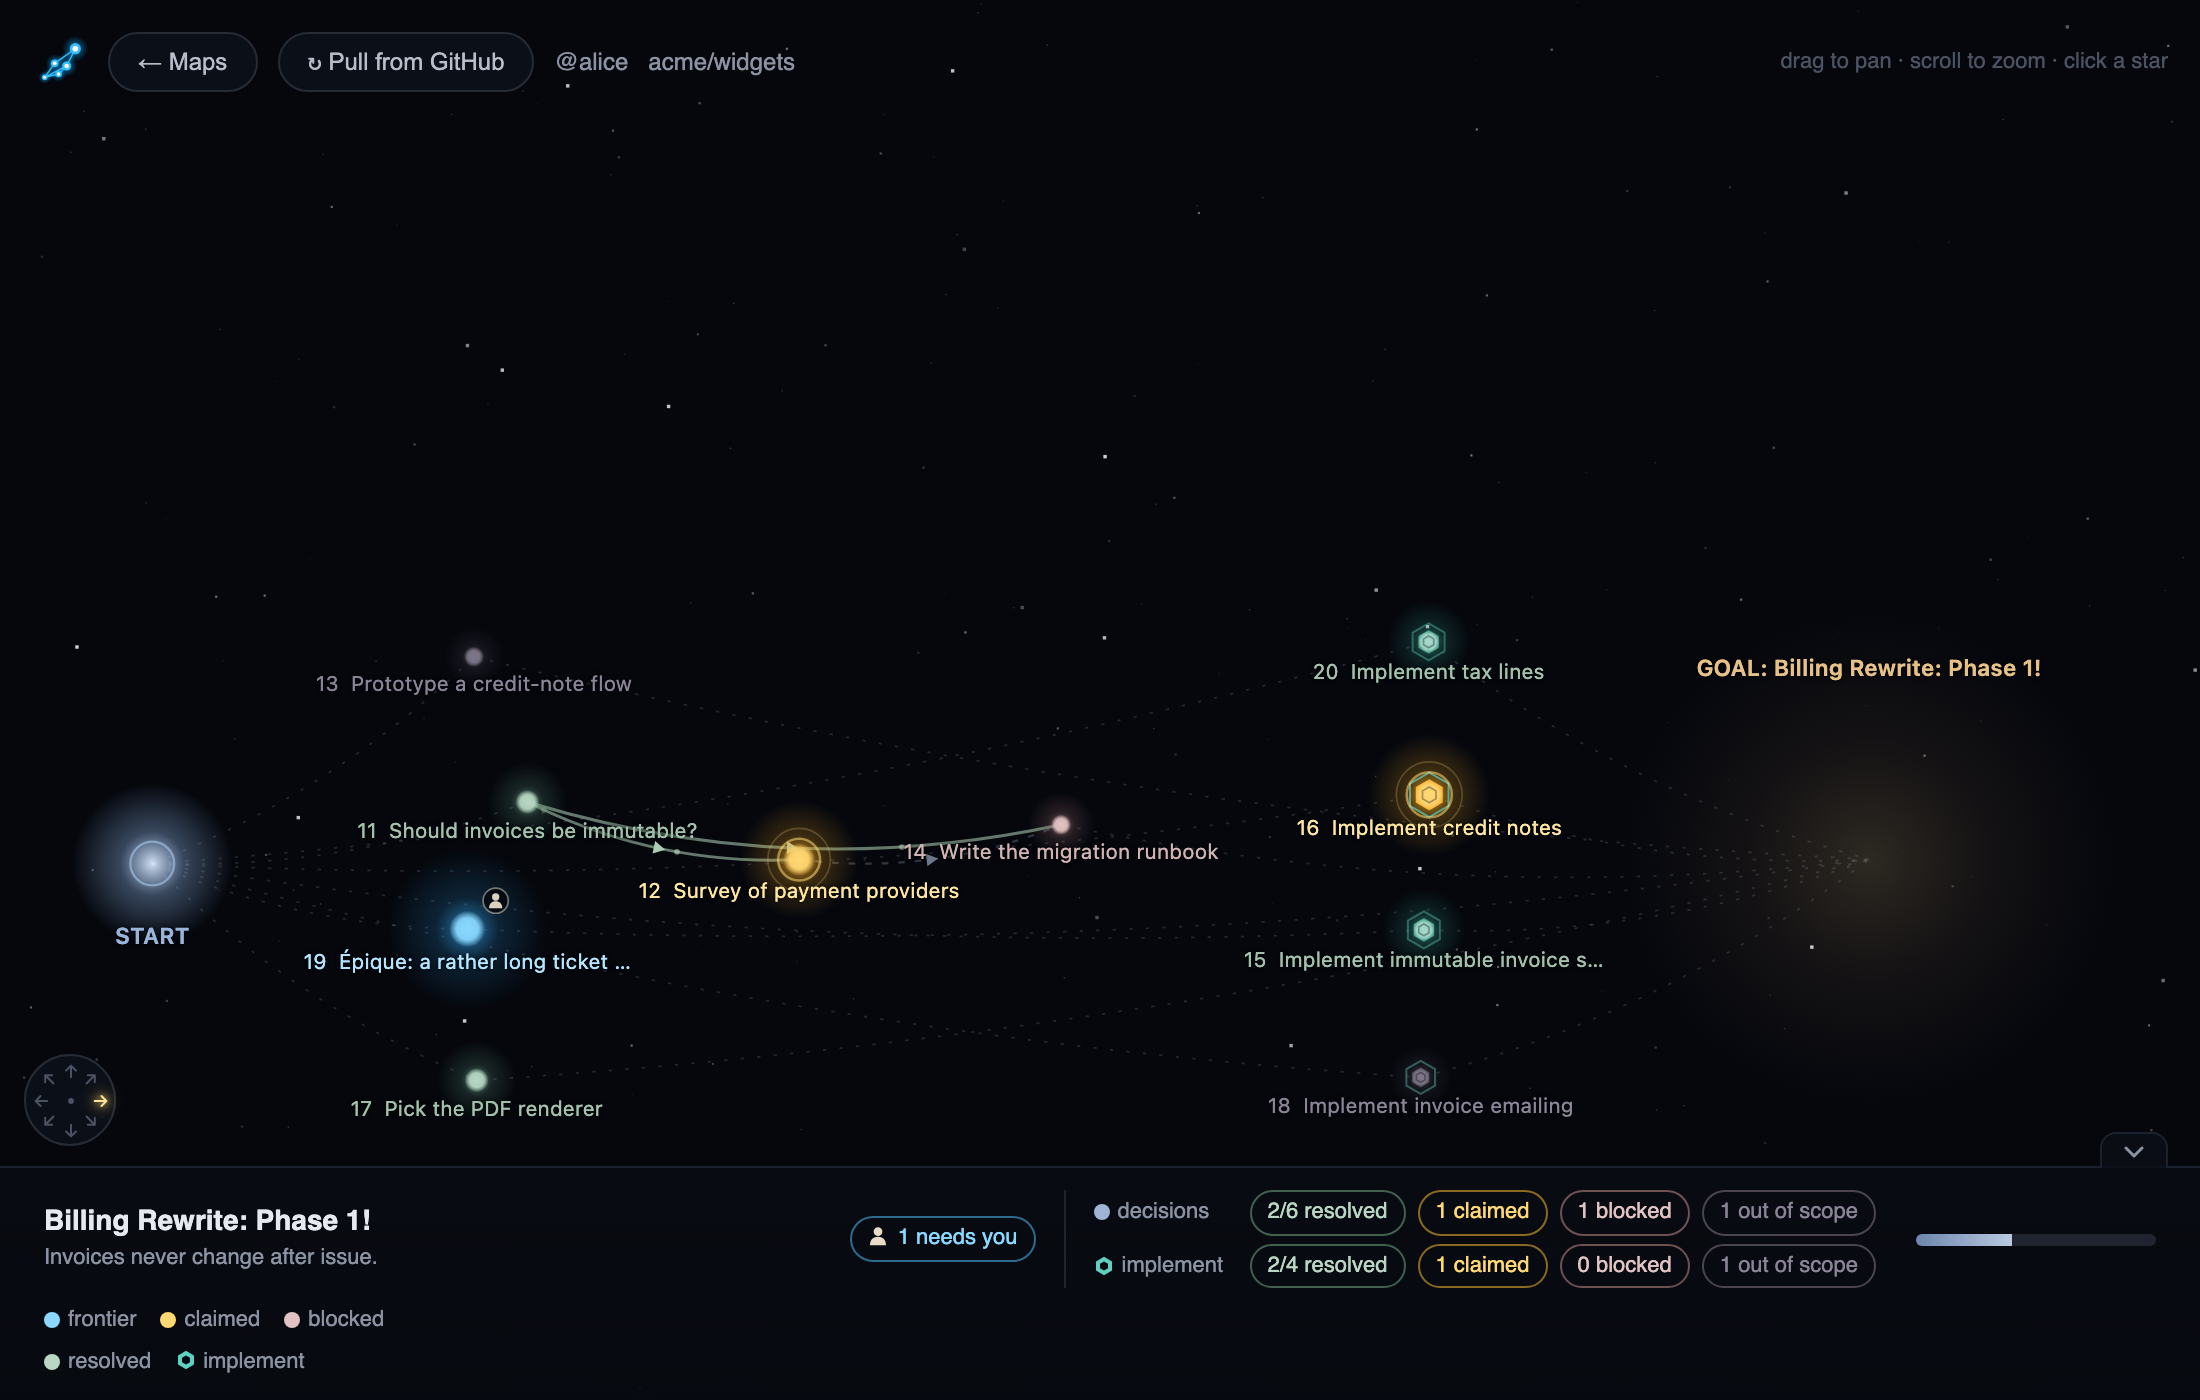 ← Maps
↻ Pull from GitHub
@alice acme/widgets
drag to pan · scroll to zoom · click a star
13 Prototype a credit-note flow
20 Implement tax lines
GOAL: Billing Rewrite: Phase 1!
11 Should invoices be immutable?
16 Implement credit notes
14 Write the migration runbook
12 Survey of payment providers
START
19 Épique: a rather long ticket ...
15 Implement immutable invoice s...
17 Pick the PDF renderer
18 Implement invoice emailing
Billing Rewrite: Phase 1!
Invoices never change after issue.
1 needs you
decisions 2/6 resolved 1 claimed 1 blocked 1 out of scope
implement 2/4 resolved 1 claimed 0 blocked 1 out of scope
frontier claimed blocked
resolved implement